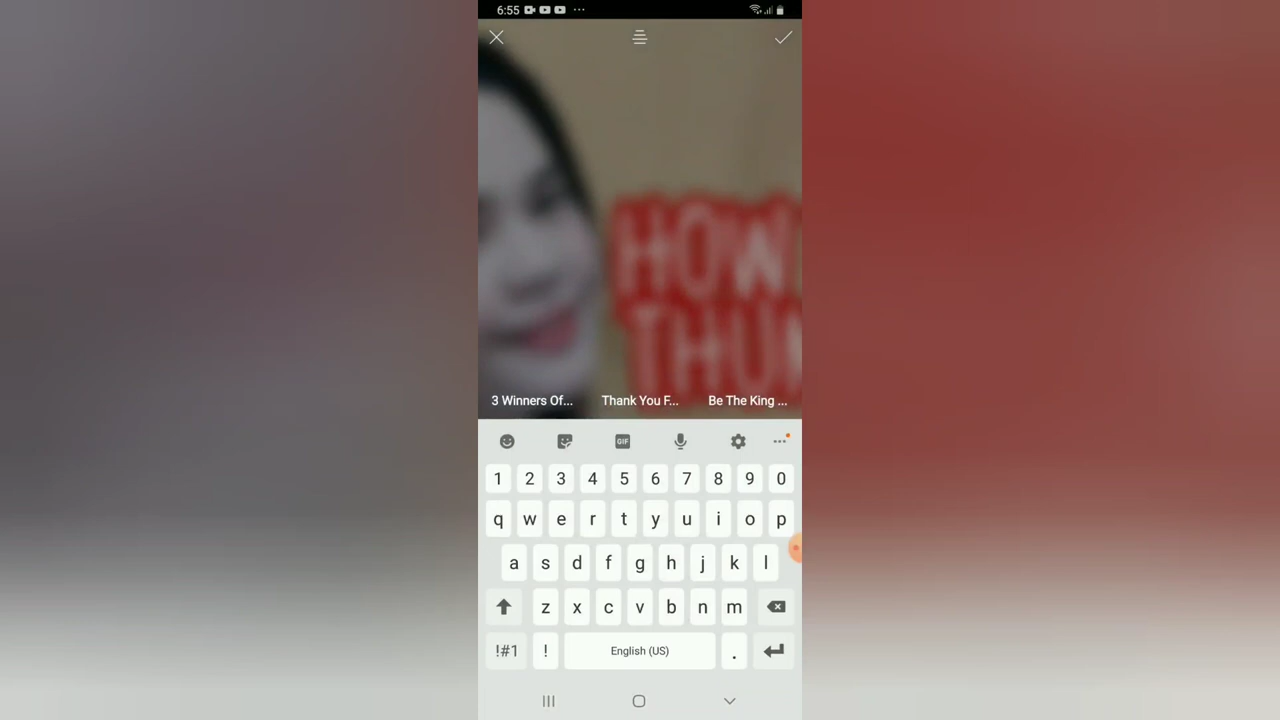 6:55
HOW
THU
3 Winners Of... Thank You F... Be The King ...
GIF
1 2 3 4 5 6 7 8 9 0
q w e r t y u i o p
a s d f g h j k l
z x c v b n m
!#1 ! English (US) .